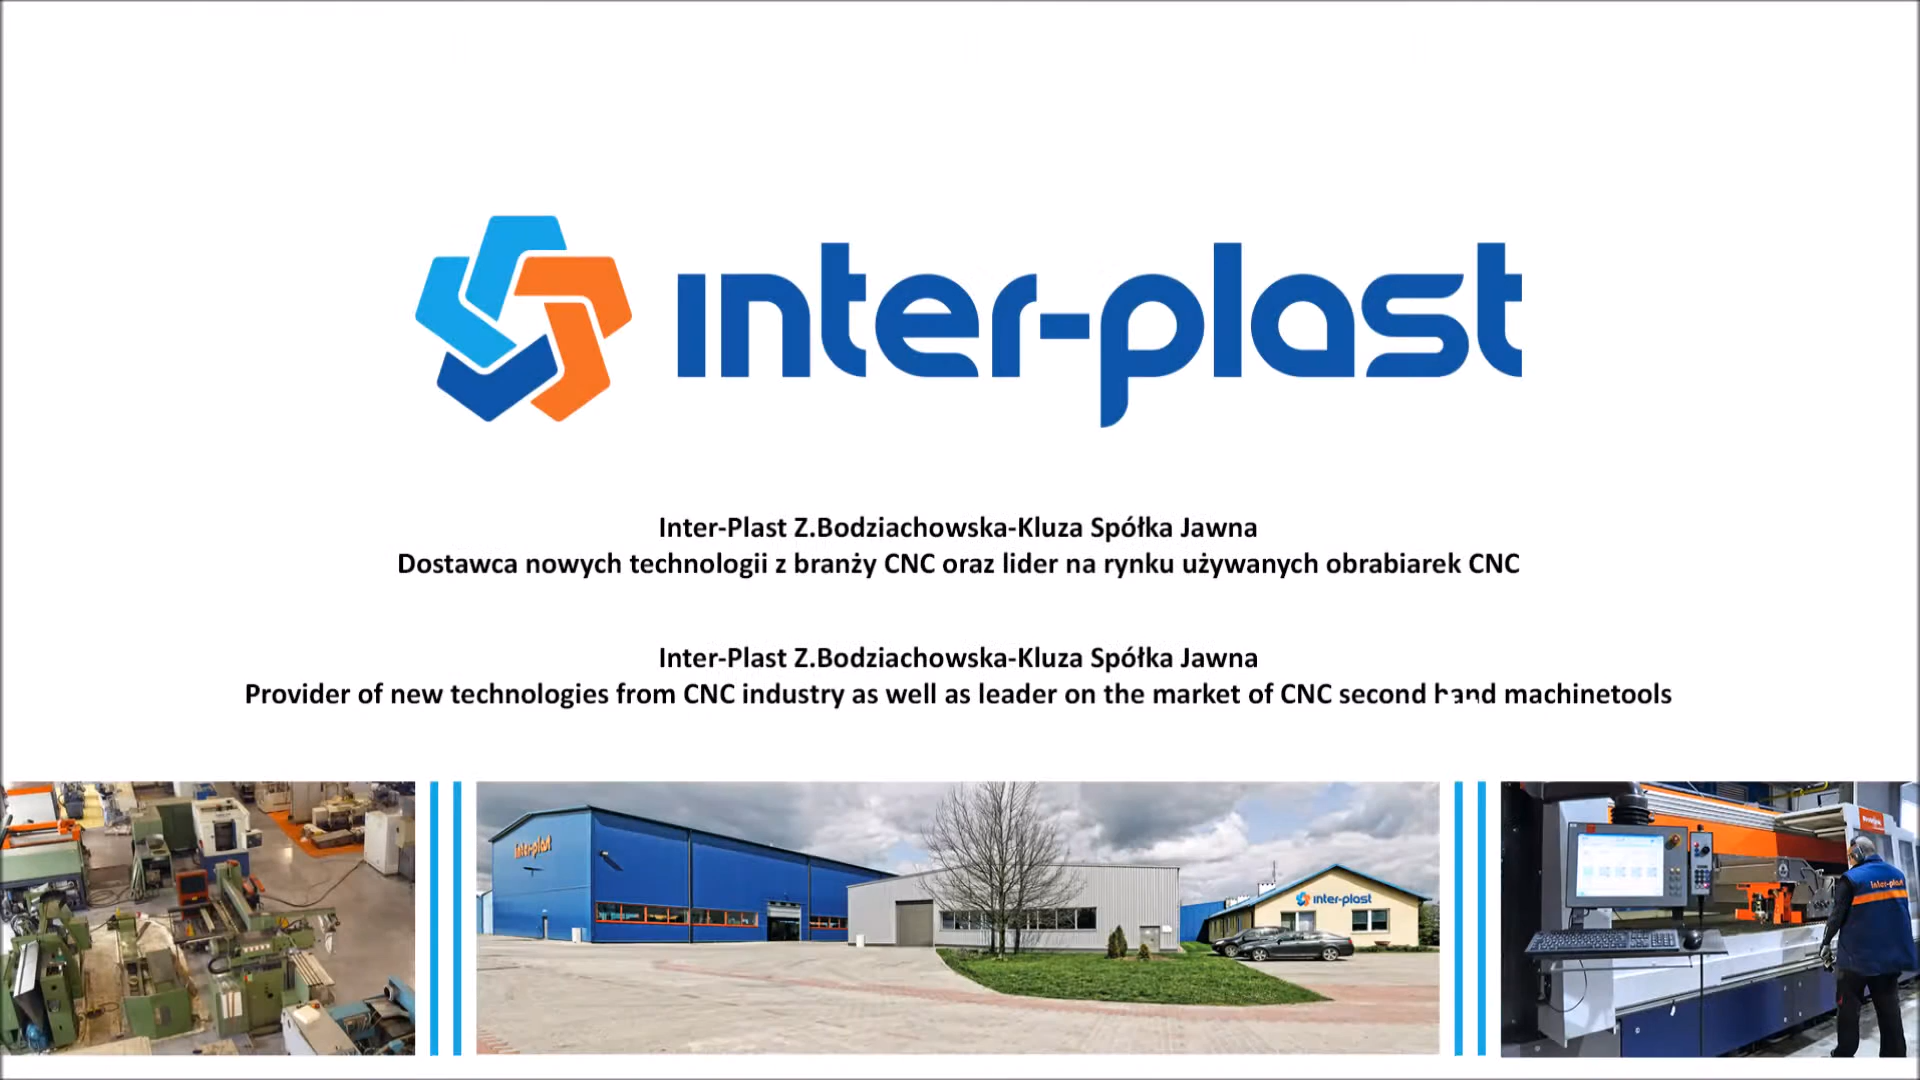 inter-plast
Inter-Plast Z.Bodziachowska-Kluza Spółka Jawna
Dostawca nowych technologii z branży CNC oraz lider na rynku używanych obrabiarek CNC
Inter-Plast Z.Bodziachowska-Kluza Spółka Jawna
Provider of new technologies from CNC industry as well as leader on the market of CNC second hand machinetools
inter-plast
inter-plast
inter-plast